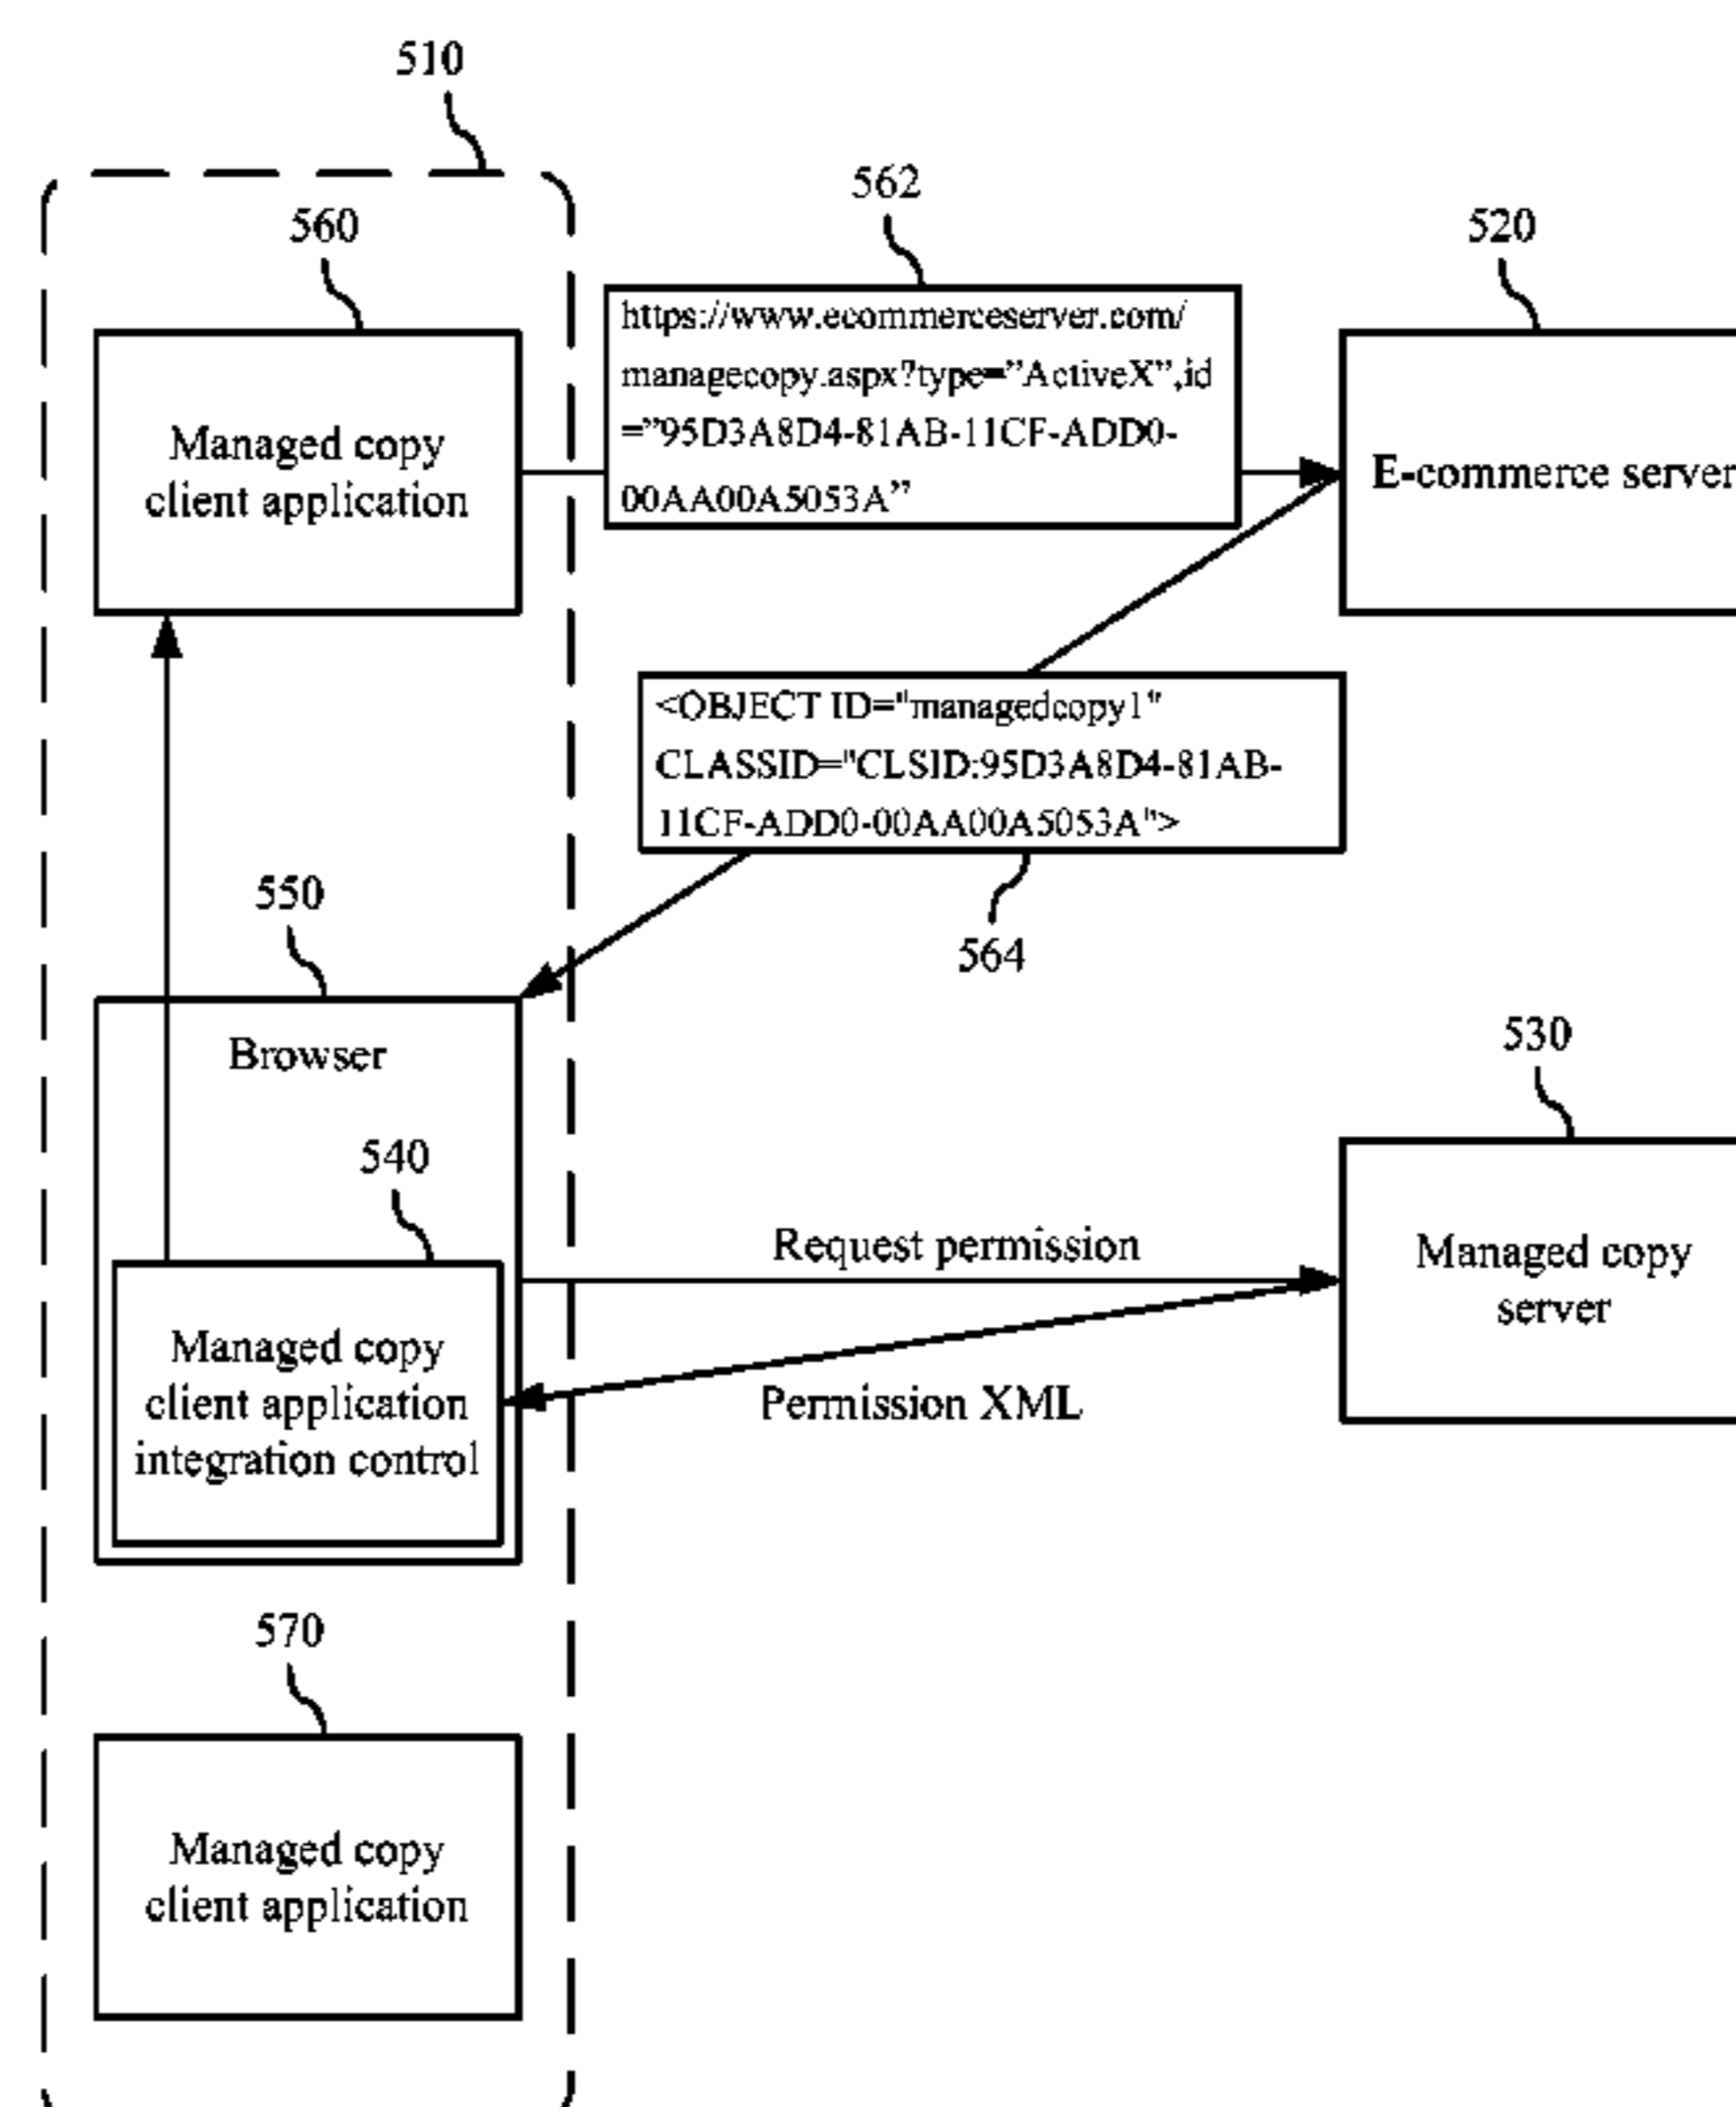 510
560
562
520
https://www.ecommerceserver.com/
managecopy.aspx?type=”ActiveX”,id
=”95D3A8D4-81AB-11CF-ADD0-
00AA00A5053A”
Managed copy
client application
E-commerce server
<OBJECT ID="managedcopy1"
CLASSID="CLSID:95D3A8D4-81AB-
11CF-ADD0-00AA00A5053A">
564
550
Browser
540
530
Request permission
Managed copy
server
Managed copy
client application
integration control
Permission XML
570
Managed copy
client application